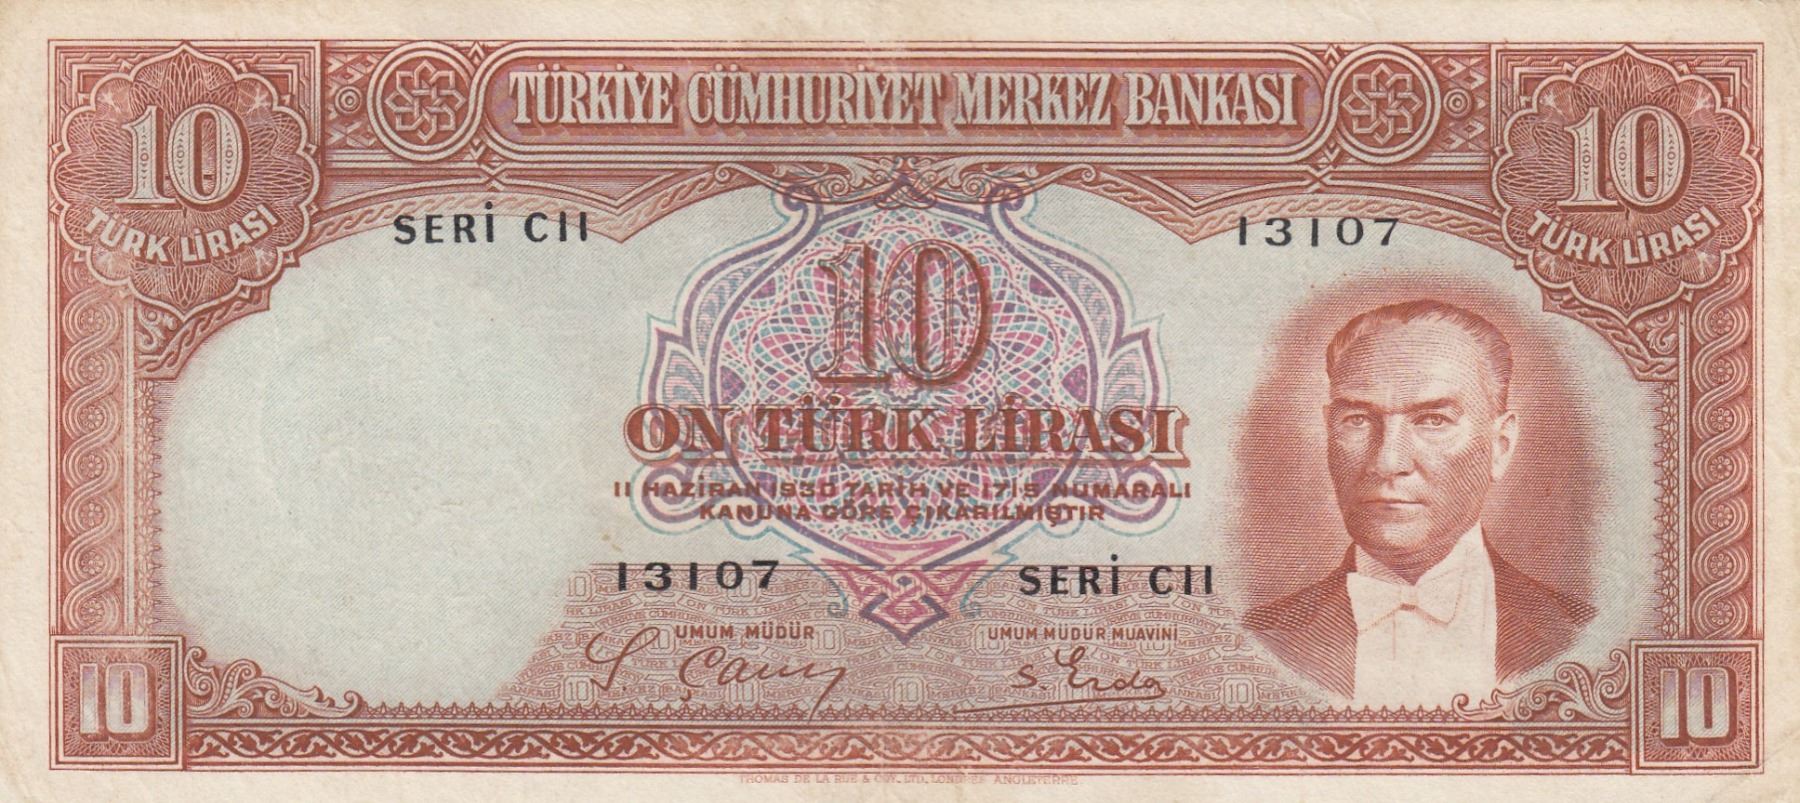 TÜRKİYE CÜMHURİYET MERKEZ BANKASI
10
TÜRK LİRASI
10
TÜRK LİRASI
SERİ C11
13107
10
ON TÜRK LİRASI
11 HAZİRAN 1930 TARİH VE 1715 NUMARALI
KANUNA GÖRE ÇIKARILMIŞTIR
13107
SERİ C11
UMUM MÜDÜR
UMUM MÜDÜR MUAVİNİ
10
10
THOMAS DE LA RUE & COY. LTD. LONDRES ANGLETERRE